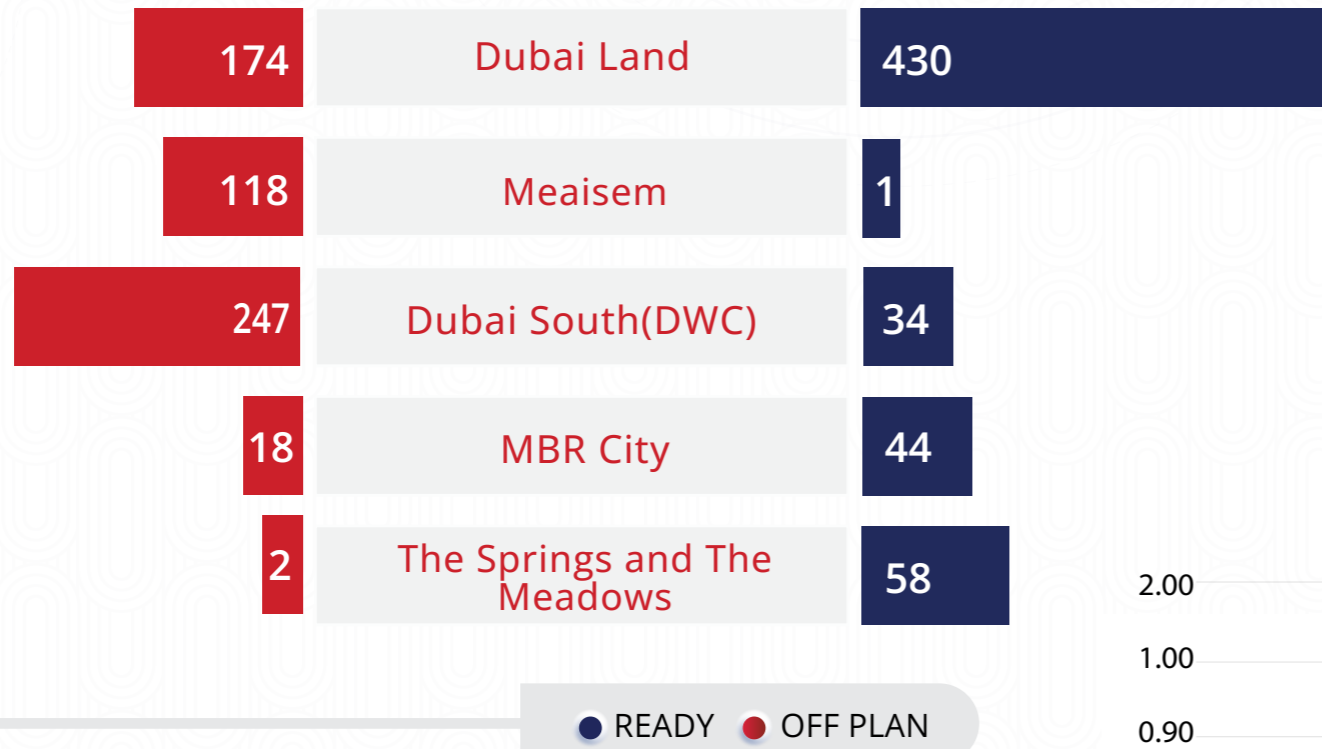 174 Dubai Land 430
118 Meaisem 1
247 Dubai South(DWC) 34
18 MBR City 44
2 The Springs and The 58
Meadows
2.00
1.00
READY OFF PLAN
0.90